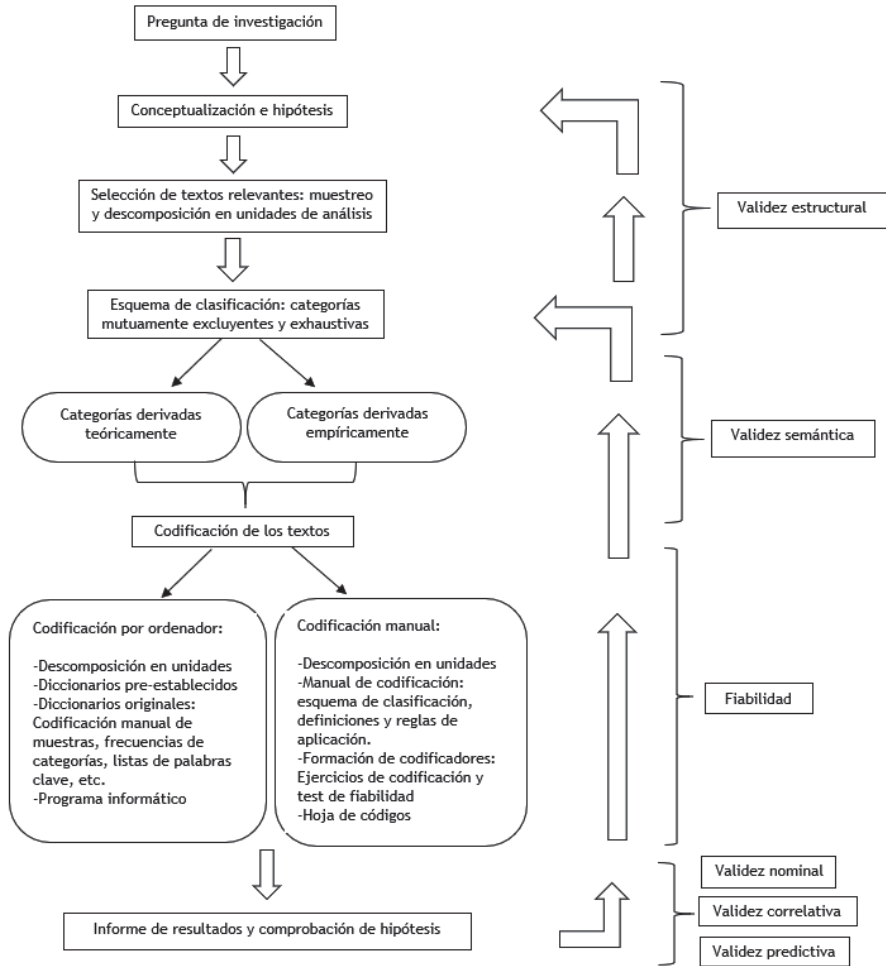 Pregunta de investigación
Conceptualización e hipótesis
Selección de textos relevantes: muestreo
y descomposición en unidades de análisis
Esquema de clasificación: categorías
mutuamente excluyentes y exhaustivas
Categorías derivadas
teóricamente
Categorías derivadas
empíricamente
Codificación de los textos
Codificación por ordenador:
-Descomposición en unidades
-Diccionarios pre-establecidos
-Diccionarios originales:
Codificación manual de
muestras, frecuencias de
categorías, listas de palabras
clave, etc.
-Programa informático
Codificación manual:
-Descomposición en unidades
-Manual de codificación:
esquema de clasificación,
definiciones y reglas de
aplicación.
-Formación de codificadores:
Ejercicios de codificación y
test de fiabilidad
-Hoja de códigos
Informe de resultados y comprobación de hipótesis
Validez estructural
Validez semántica
Fiabilidad
Validez nominal
Validez correlativa
Validez predictiva